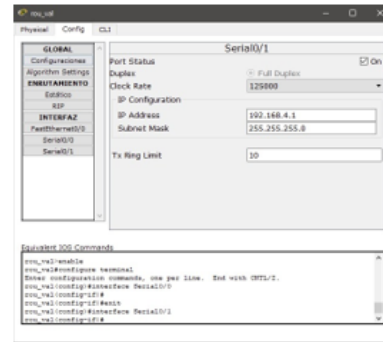 rou_val
Physical Config CLI
GLOBAL
Configuraciones
Algorithm Settings
ENRUTAMIENTO
Estático
RIP
INTERFAZ
FastEthernet0/0
Serial0/0
Serial0/1
Serial0/1
Port Status On
Duplex Full Duplex
Clock Rate 125000
IP Configuration
IP Address 192.168.4.1
Subnet Mask 255.255.255.0
Tx Ring Limit 10
Equivalent IOS Commands
rou_val>enable
rou_val#configure terminal
Enter configuration commands, one per line. End with CNTL/Z.
rou_val(config)#interface Serial0/0
rou_val(config-if)#
rou_val(config-if)#exit
rou_val(config)#interface Serial0/1
rou_val(config-if)#